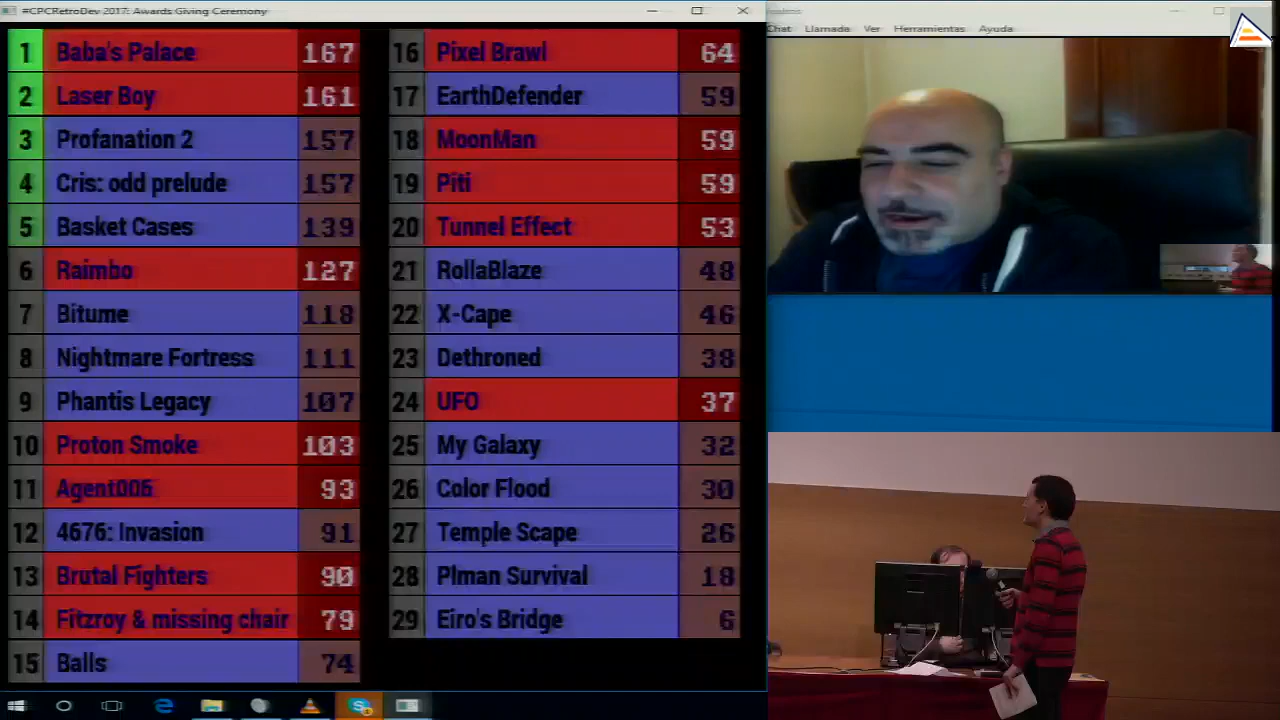 #CPCRetroDev 2017: Awards Giving Ceremony
1 Baba's Palace 167
2 Laser Boy 161
3 Profanation 2 157
4 Cris: odd prelude 157
5 Basket Cases 139
6 Raimbo 127
7 Bitume 118
8 Nightmare Fortress 111
9 Phantis Legacy 107
10 Proton Smoke 103
11 Agent006 93
12 4676: Invasion 91
13 Brutal Fighters 90
14 Fitzroy & missing chair 79
15 Balls 74
16 Pixel Brawl 64
17 EarthDefender 59
18 MoonMan 59
19 Piti 59
20 Tunnel Effect 53
21 RollaBlaze 48
22 X-Cape 46
23 Dethroned 38
24 UFO 37
25 My Galaxy 32
26 Color Flood 30
27 Temple Scape 26
28 Plman Survival 18
29 Eiro's Bridge 6
Chat Llamada Ver Herramientas Ayuda